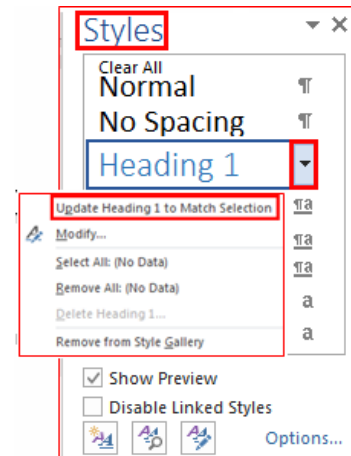 Styles
Clear All
Normal
No Spacing
Heading 1
Update Heading 1 to Match Selection
Modify...
Select All: (No Data)
Remove All: (No Data)
Delete Heading 1...
Remove from Style Gallery
¶
¶
¶a
¶a
¶a
a
a
Show Preview
Disable Linked Styles
Options...